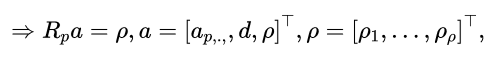 ⇒ R_p a = ρ, a = [a_{p,.,}, d, ρ]^⊤, ρ = [ρ_1, . . . , ρ_ρ]^⊤,